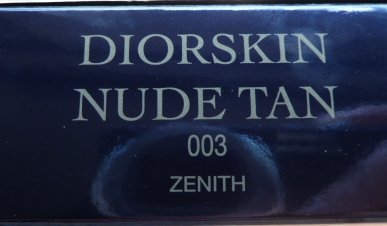 DIORSKIN
NUDE TAN
003
ZENITH